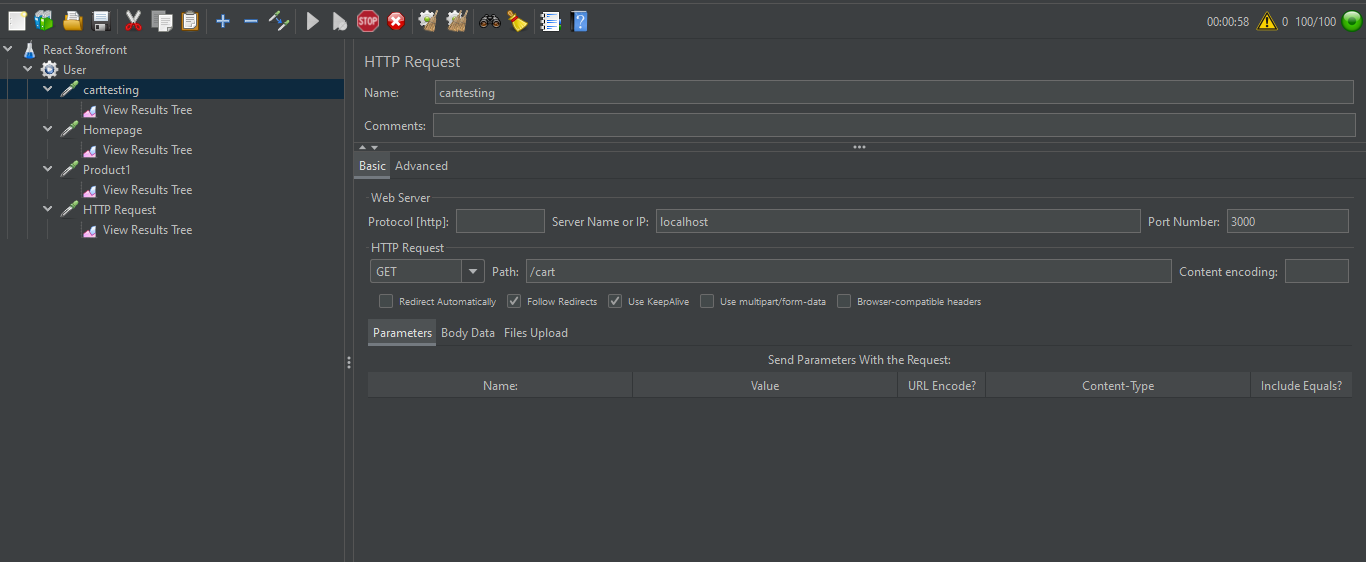 00:00:58 0 100/100
React Storefront
User
carttesting
View Results Tree
Homepage
View Results Tree
Product1
View Results Tree
HTTP Request
View Results Tree
HTTP Request
Name: carttesting
Comments:
Basic Advanced
Web Server
Protocol [http]: Server Name or IP: localhost Port Number: 3000
HTTP Request
GET Path: /cart Content encoding:
Redirect Automatically Follow Redirects Use KeepAlive Use multipart/form-data Browser-compatible headers
Parameters Body Data Files Upload
Send Parameters With the Request:
Name: Value URL Encode? Content-Type Include Equals?
STOP